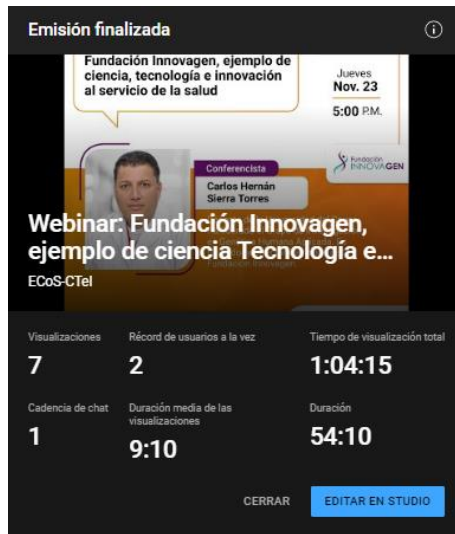 Emisión finalizada
Fundación Innovagen, ejemplo de
ciencia, tecnología e innovación
al servicio de la salud
Jueves
Nov. 23
5:00 P.M.
Fundación
INNOVAGEN
Conferencista
Carlos Hernán
Sierra Torres
Webinar: Fundación Innovagen,
ejemplo de ciencia Tecnología e...
Fundación Innovagen
ECoS-CTeI
Visualizaciones
7
Récord de usuarios a la vez
2
Tiempo de visualización total
1:04:15
Cadencia de chat
1
Duración media de las
visualizaciones
9:10
Duración
54:10
CERRAR
EDITAR EN STUDIO